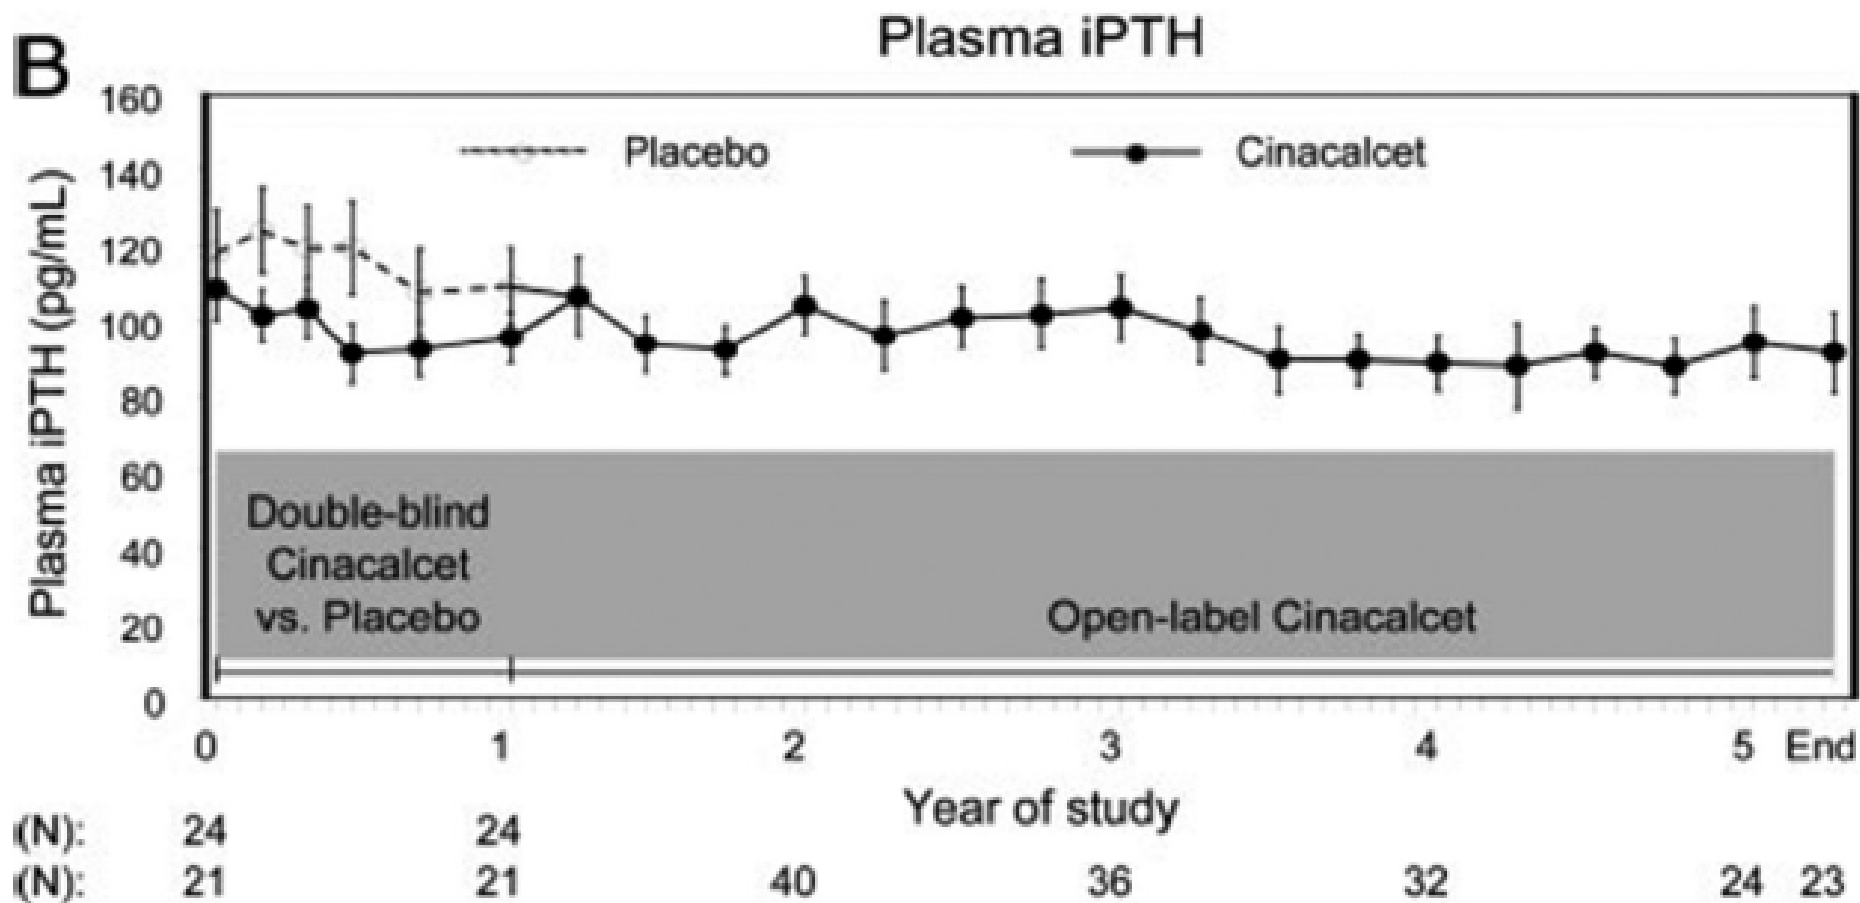 Plasma iPTH
B
160
140
120
100
80
60
40
20
0
Plasma iPTH (pg/mL)
Placebo
Cinacalcet
Double-blind
Cinacalcet
vs. Placebo
Open-label Cinacalcet
0 1 2 3 4 5 End
Year of study
(N): 24 24
(N): 21 21 40 36 32 24 23